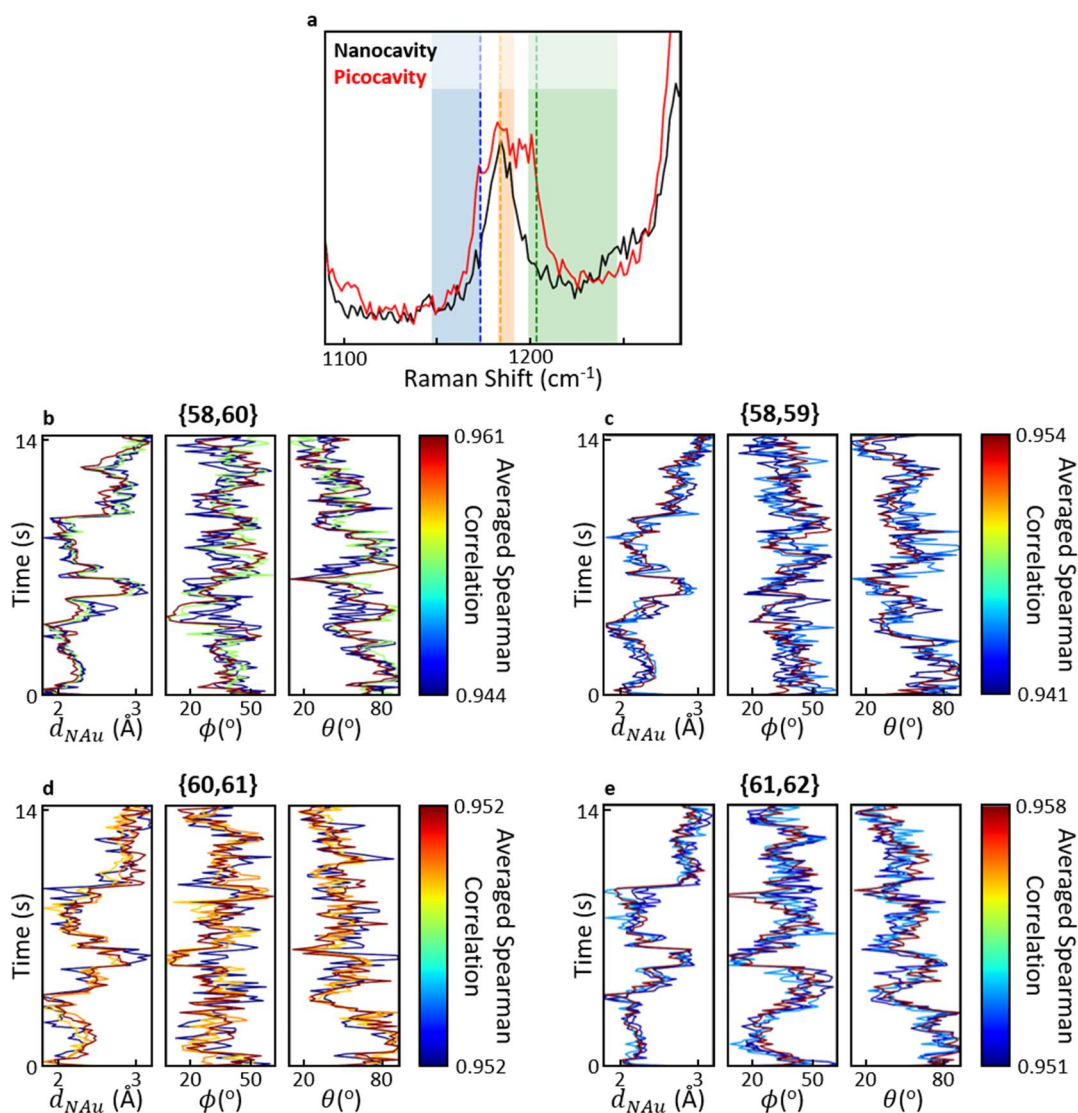 a
Nanocavity
Picocavity
1100
1200
Raman Shift (cm-1)
b
{58,60}
14
Time (s)
0
2
3
d_NAu (Å)
20
50
ϕ(o)
20
80
θ(o)
0.961
Averaged Spearman
Correlation
0.944
c
{58,59}
14
Time (s)
0
2
3
d_NAu (Å)
20
50
ϕ(o)
20
80
θ(o)
0.954
Averaged Spearman
Correlation
0.941
d
{60,61}
14
Time (s)
0
2
3
d_NAu (Å)
20
50
ϕ(o)
20
80
θ(o)
0.952
Averaged Spearman
Correlation
0.952
e
{61,62}
14
Time (s)
0
2
3
d_NAu (Å)
20
50
ϕ(o)
20
80
θ(o)
0.958
Averaged Spearman
Correlation
0.951